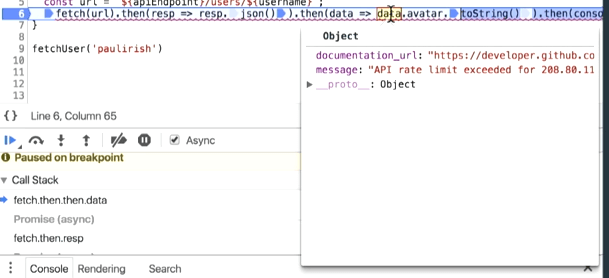 5 const url = `${apiEndpoint}/users/${username}`;
6 fetch(url).then(resp => resp.json()).then(data => data.avatar.toString()).then(conso
7 }
8
9 fetchUser('paulirish')
10
11
12
13
Object
documentation_url: "https://developer.github.co
message: "API rate limit exceeded for 208.80.11
▶ __proto__: Object
{} Line 6, Column 65
Async
Paused on breakpoint
Call Stack
fetch.then.then.data
Promise (async)
fetch.then.resp
Console Rendering Search